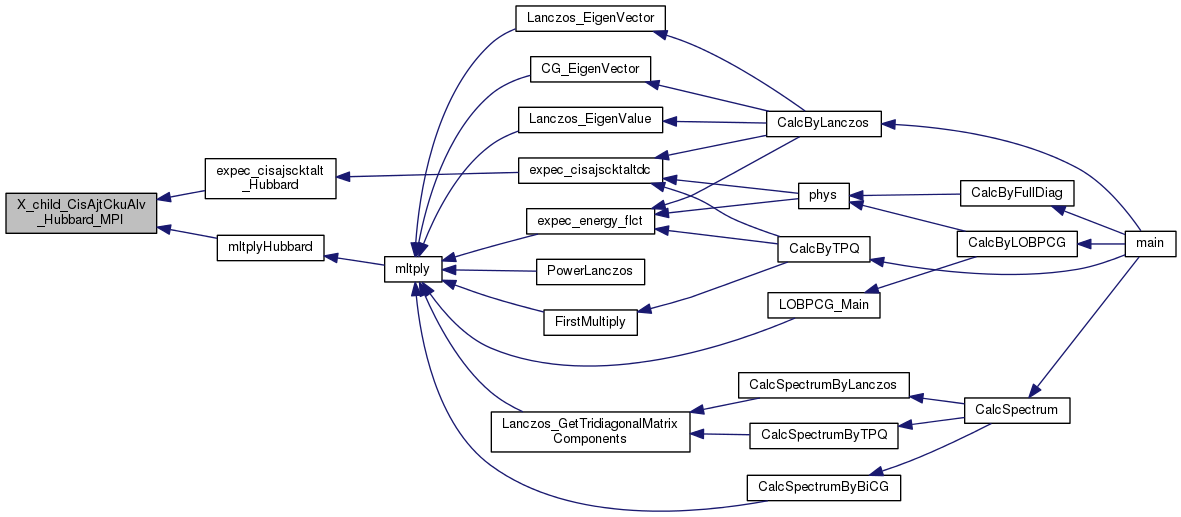 X_child_CisAjtCkuAlv
_Hubbard_MPI
expec_cisajscktalt
_Hubbard
mltplyHubbard
mltply
Lanczos_EigenVector
CG_EigenVector
Lanczos_EigenValue
expec_cisajscktaltdc
expec_energy_flct
PowerLanczos
FirstMultiply
Lanczos_GetTridiagonalMatrix
Components
CalcByLanczos
phys
CalcByTPQ
LOBPCG_Main
CalcSpectrumByLanczos
CalcSpectrumByTPQ
CalcSpectrumByBiCG
CalcByFullDiag
CalcByLOBPCG
CalcSpectrum
main